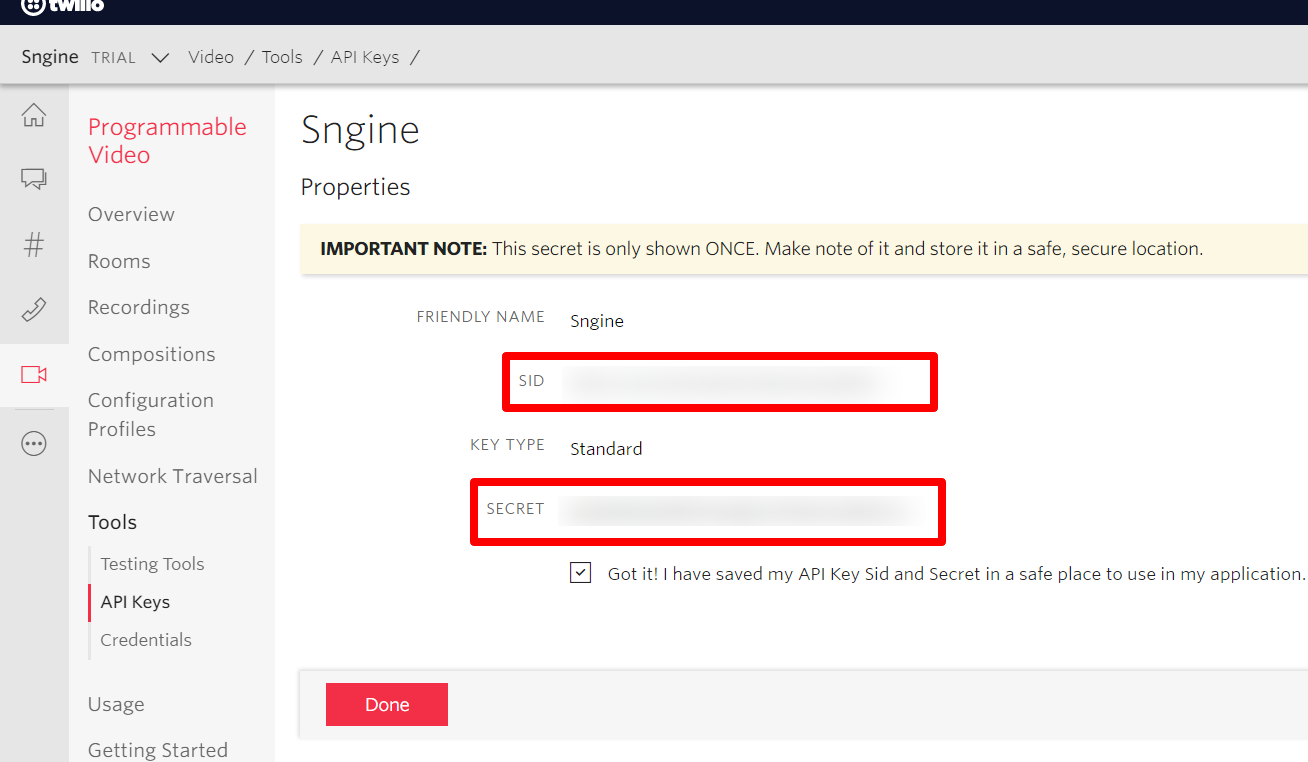 twilio
Sngine TRIAL Video / Tools / API Keys /
Programmable
Video
Overview
Rooms
Recordings
Compositions
Configuration
Profiles
Network Traversal
Tools
Testing Tools
API Keys
Credentials
Usage
Getting Started
Sngine
Properties
IMPORTANT NOTE: This secret is only shown ONCE. Make note of it and store it in a safe, secure location.
FRIENDLY NAME Sngine
SID
KEY TYPE Standard
SECRET
Got it! I have saved my API Key Sid and Secret in a safe place to use in my application.
Done